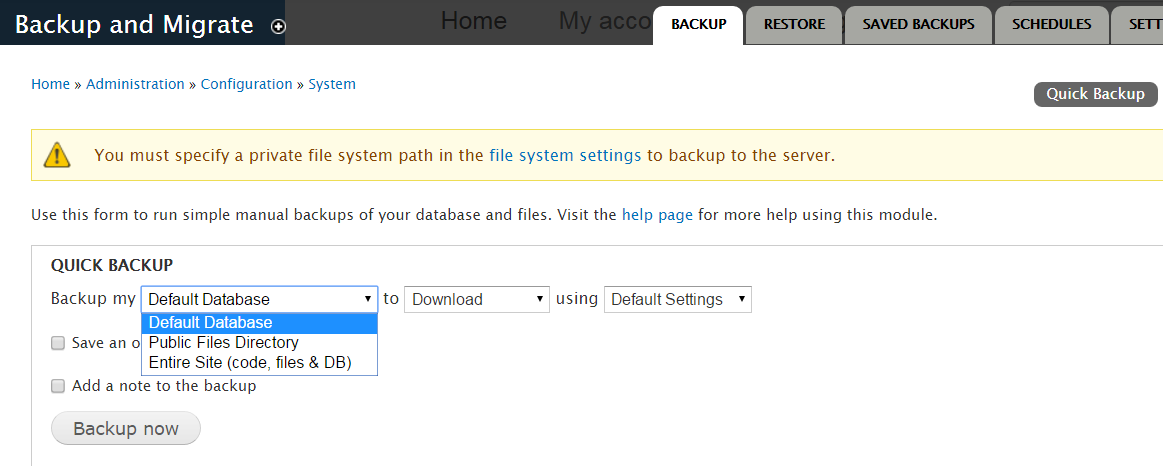 Backup and Migrate
Home My acco
BACKUP RESTORE SAVED BACKUPS SCHEDULES SETT
Home » Administration » Configuration » System
Quick Backup
You must specify a private file system path in the file system settings to backup to the server.
Use this form to run simple manual backups of your database and files. Visit the help page for more help using this module.
QUICK BACKUP
Backup my Default Database to Download using Default Settings
Default Database
Public Files Directory
Entire Site (code, files & DB)
Save an o
Add a note to the backup
Backup now